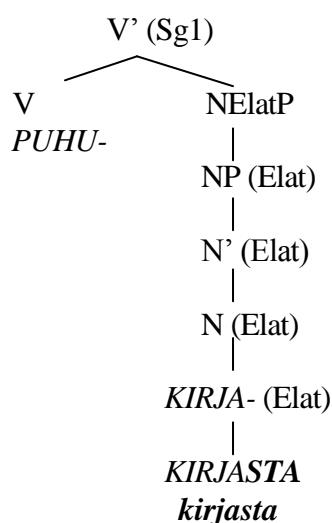 V’ (Sg1)
V NElatP
PUHU- 
NP (Elat)
N’ (Elat)
N (Elat)
KIRJA- (Elat)
KIRJASTA
kirjasta